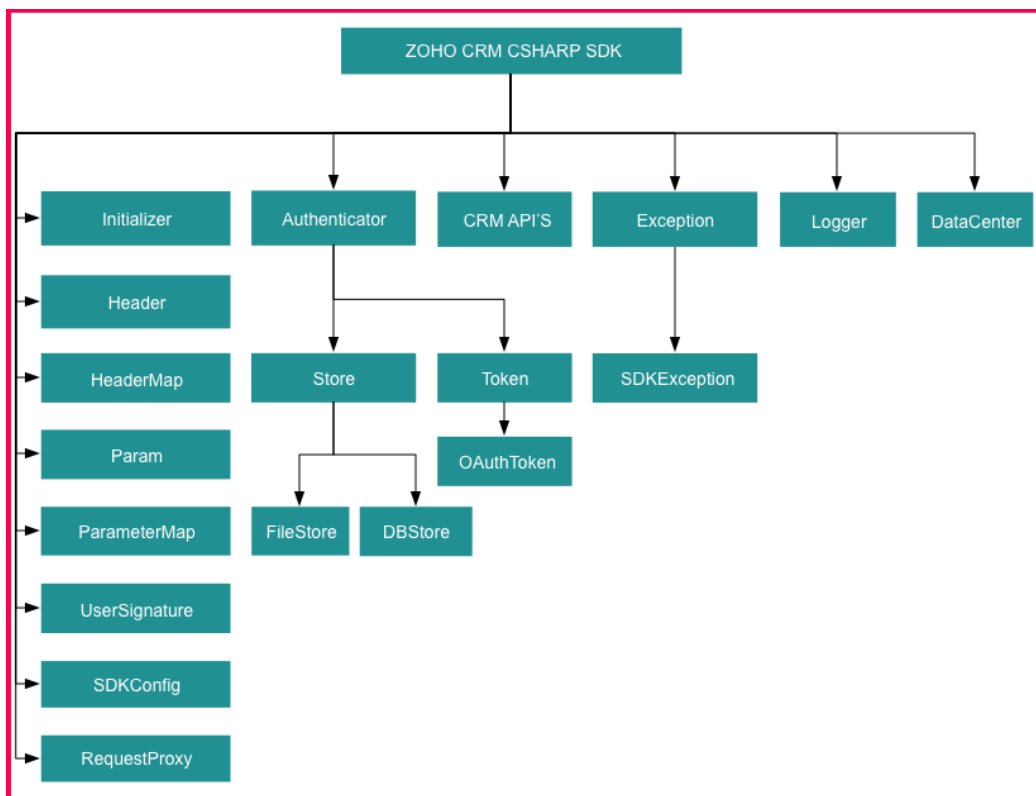 ZOHO CRM CSHARP SDK
Initializer
Authenticator
CRM API'S
Exception
Logger
DataCenter
Header
HeaderMap
Store
Token
SDKException
Param
OAuthToken
ParameterMap
FileStore
DBStore
UserSignature
SDKConfig
RequestProxy